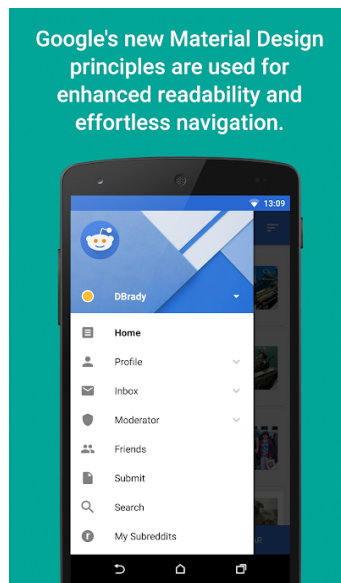 Google's new Material Design
principles are used for
enhanced readability and
effortless navigation.
13:09
DBrady
Home
Profile
Inbox
Moderator
Friends
Submit
Search
r
My Subreddits
AR